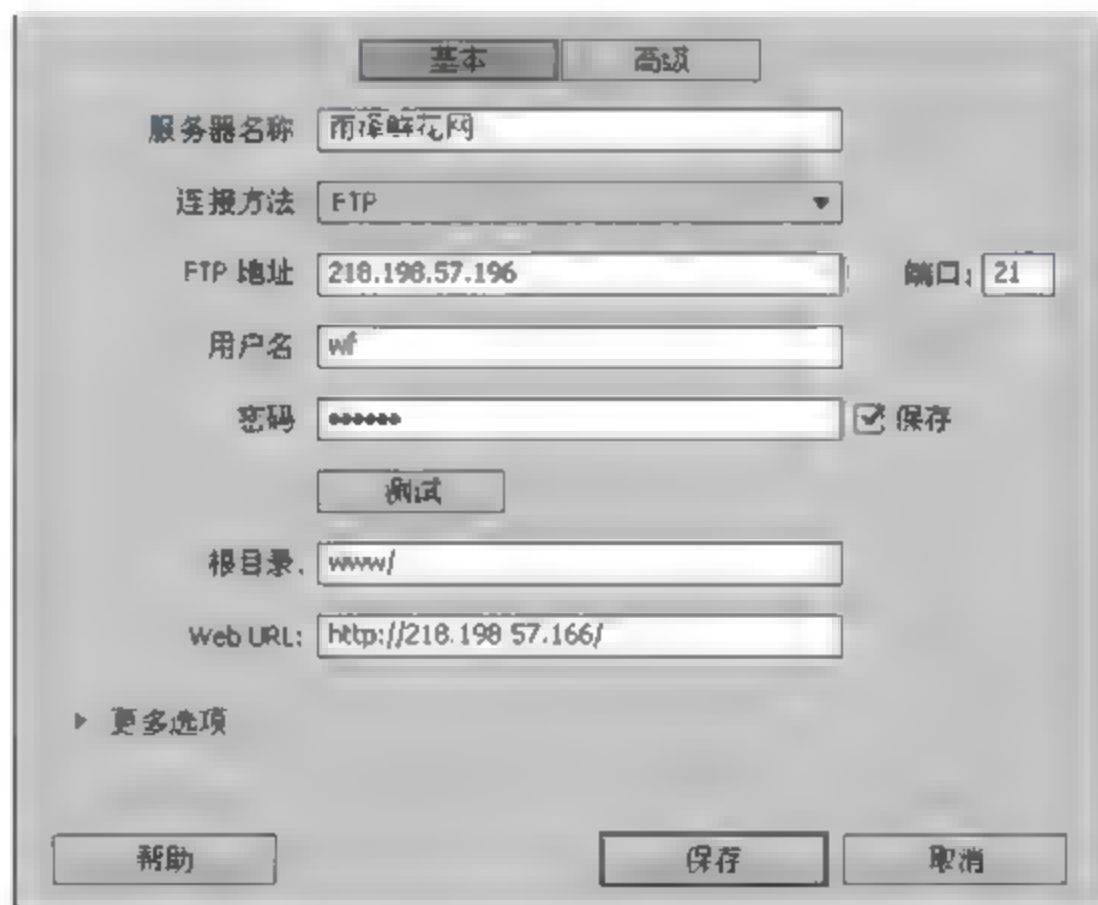 基本 高级
服务器名称 雨泽鲜花网
连接方法 FTP
FTP 地址 218.198.57.196 端口: 21
用户名 wf
密码 •••••• 保存
测试
根目录: www/
Web URL: http://218.198.57.166/
更多选项
帮助 保存 取消